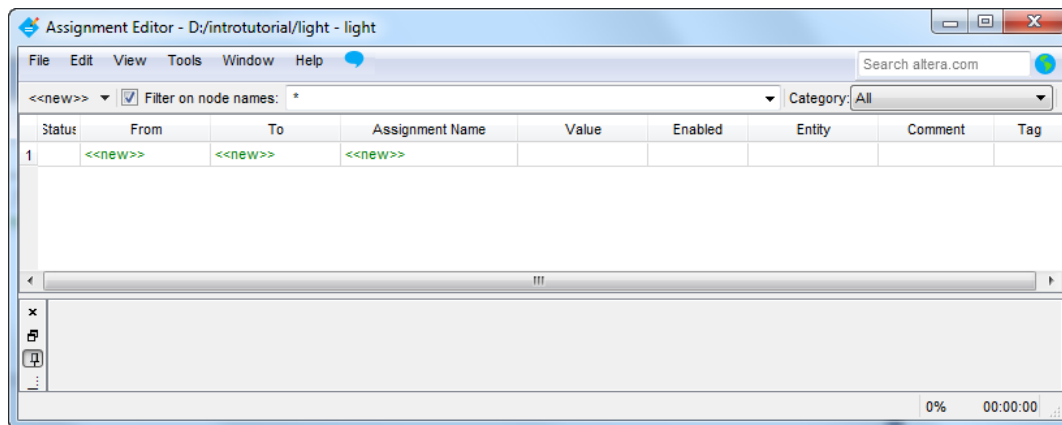 Assignment Editor - D:/introtutorial/light - light
File Edit View Tools Window Help Search altera.com
<<new>> Filter on node names: * Category: All
Status From To Assignment Name Value Enabled Entity Comment Tag
1 <<new>> <<new>> <<new>>
0% 00:00:00